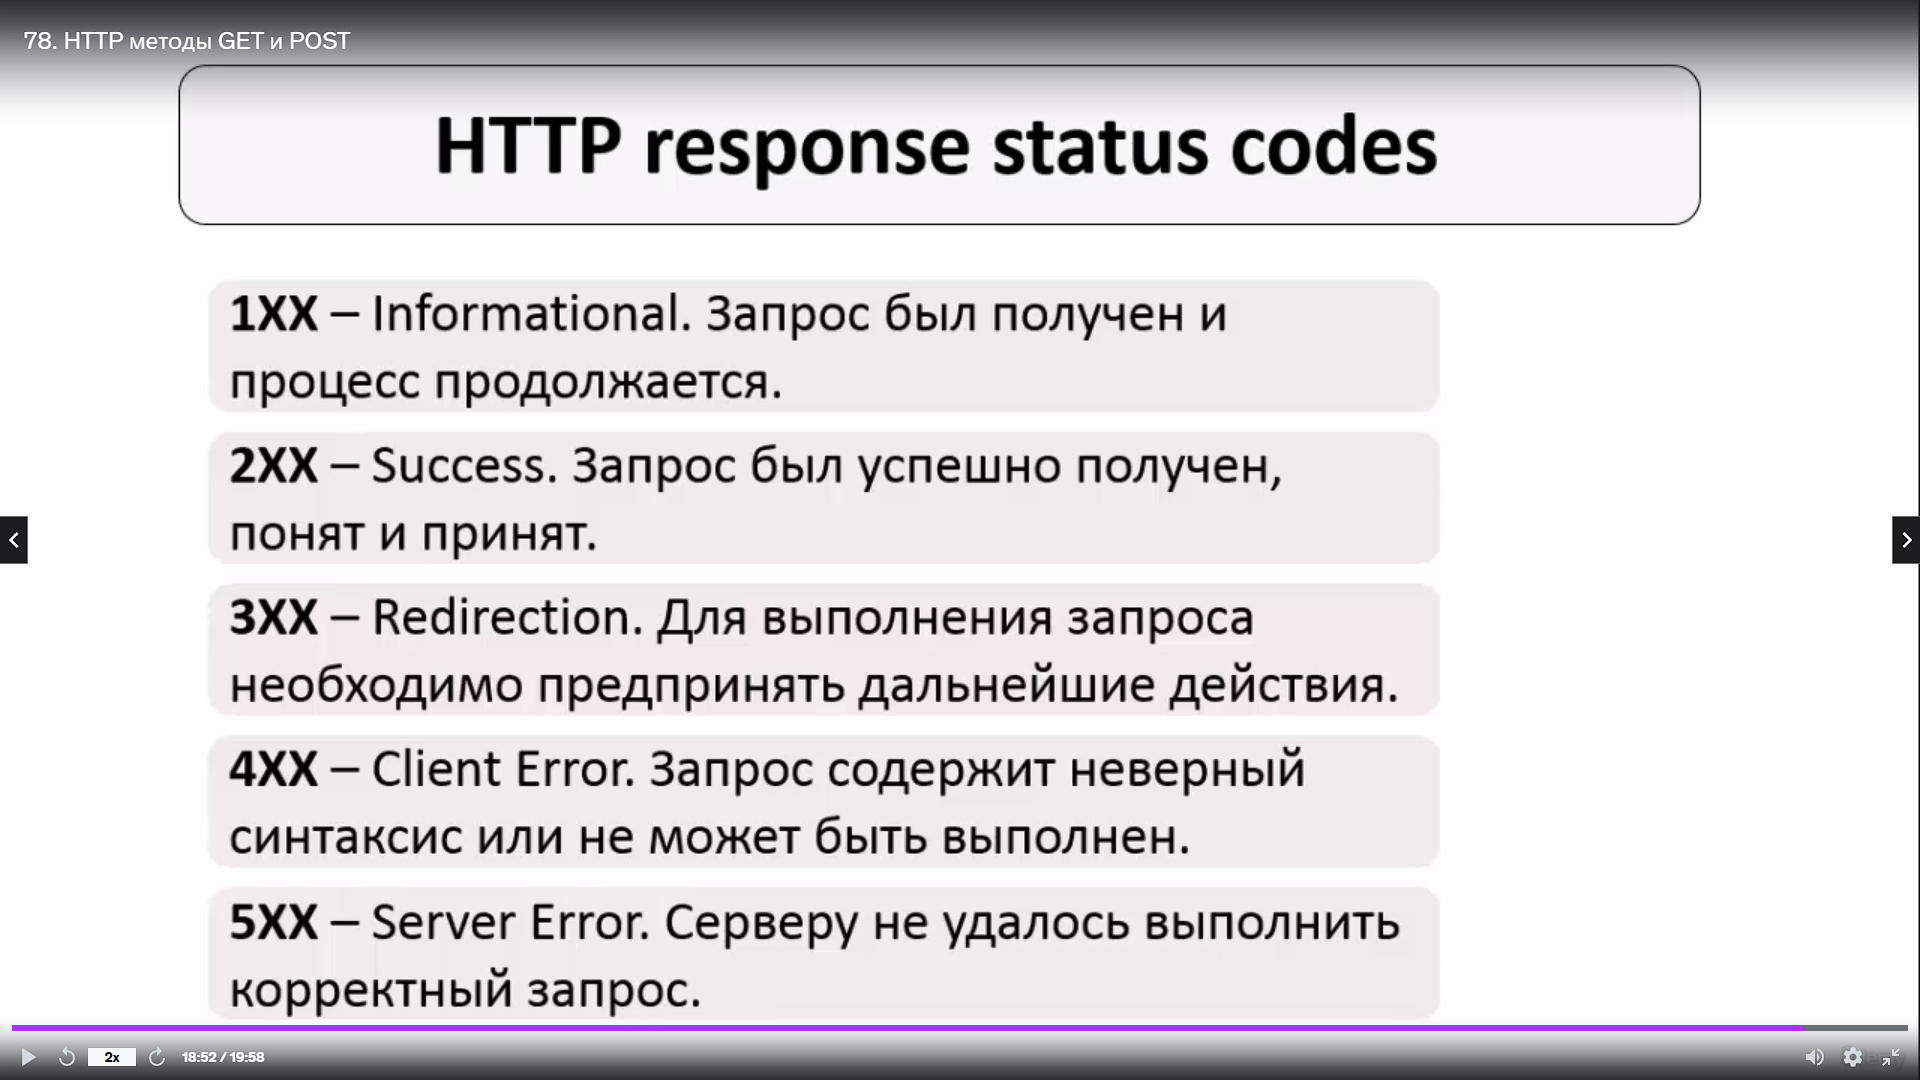 78. HTTP методы GET и POST
HTTP response status codes
1XX – Informational. Запрос был получен и
процесс продолжается.
2XX – Success. Запрос был успешно получен,
понят и принят.
3XX – Redirection. Для выполнения запроса
необходимо предпринять дальнейшие действия.
4XX – Client Error. Запрос содержит неверный
синтаксис или не может быть выполнен.
5XX – Server Error. Серверу не удалось выполнить
корректный запрос.
2x
18:52 / 19:58